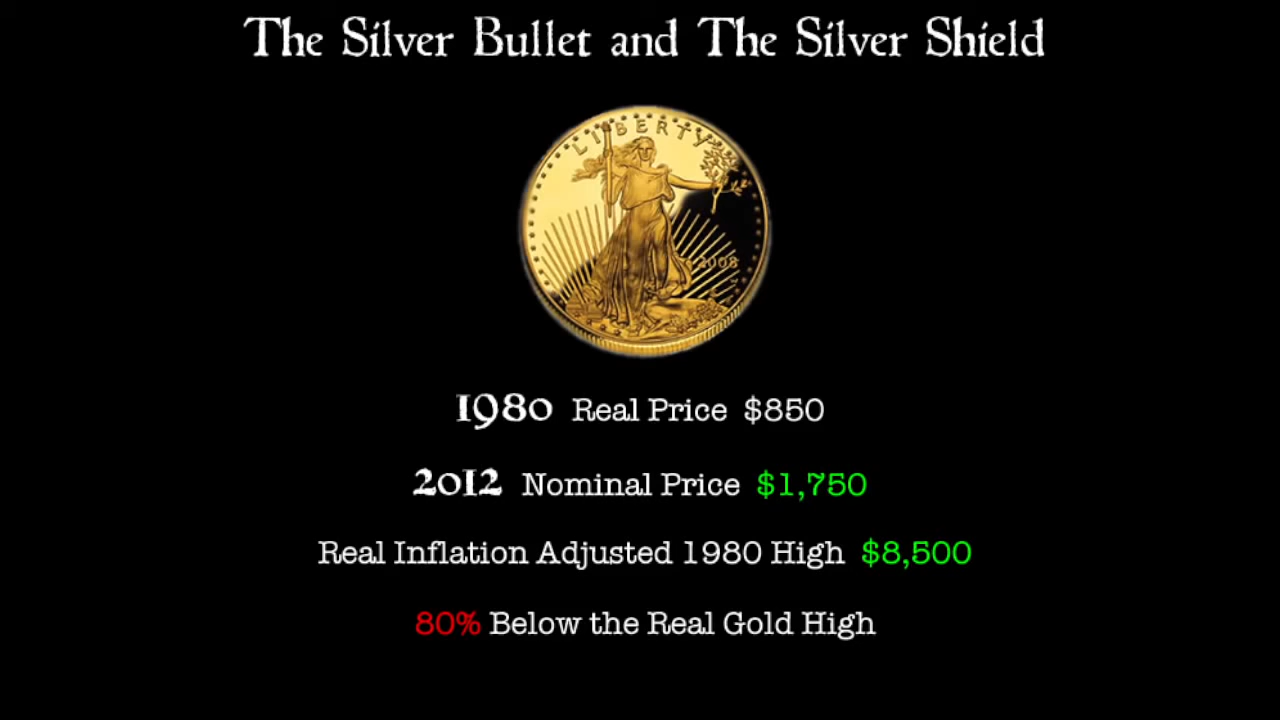 The Silver Bullet and The Silver Shield
LIBERTY
2008
1980 Real Price $850
2012 Nominal Price $1,750
Real Inflation Adjusted 1980 High $8,500
80% Below the Real Gold High